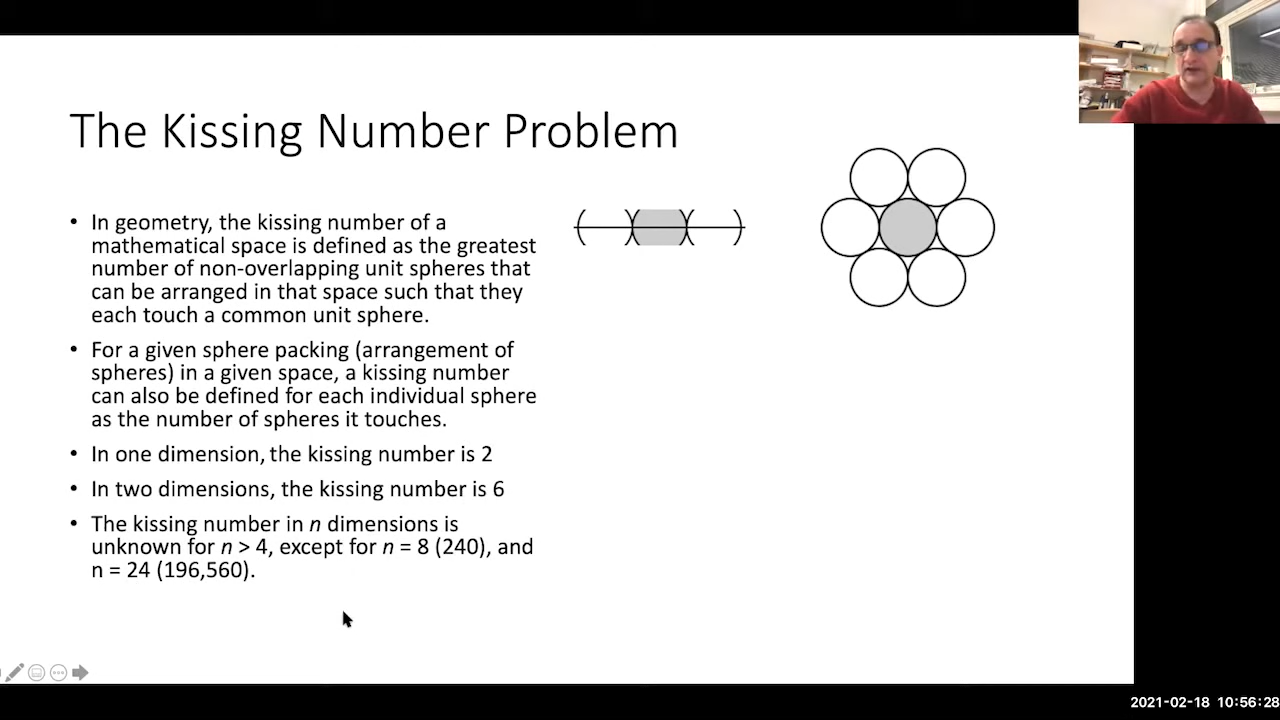 The Kissing Number Problem
• In geometry, the kissing number of a
mathematical space is defined as the greatest
number of non-overlapping unit spheres that
can be arranged in that space such that they
each touch a common unit sphere.
• For a given sphere packing (arrangement of
spheres) in a given space, a kissing number
can also be defined for each individual sphere
as the number of spheres it touches.
• In one dimension, the kissing number is 2
• In two dimensions, the kissing number is 6
• The kissing number in n dimensions is
unknown for n > 4, except for n = 8 (240), and
n = 24 (196,560).
2021-02-18 10:56:28